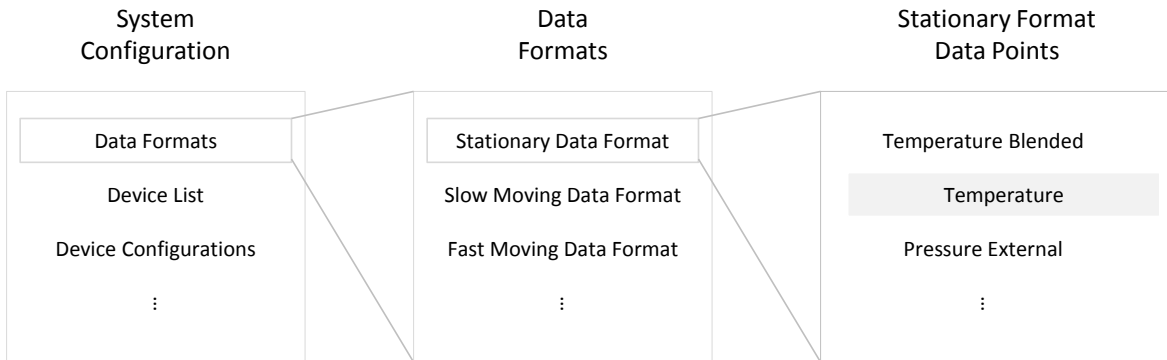 System
Configuration
Data
Formats
Stationary Format
Data Points
Data Formats
Device List
Device Configurations
⋮
Stationary Data Format
Slow Moving Data Format
Fast Moving Data Format
⋮
Temperature Blended
Temperature
Pressure External
⋮